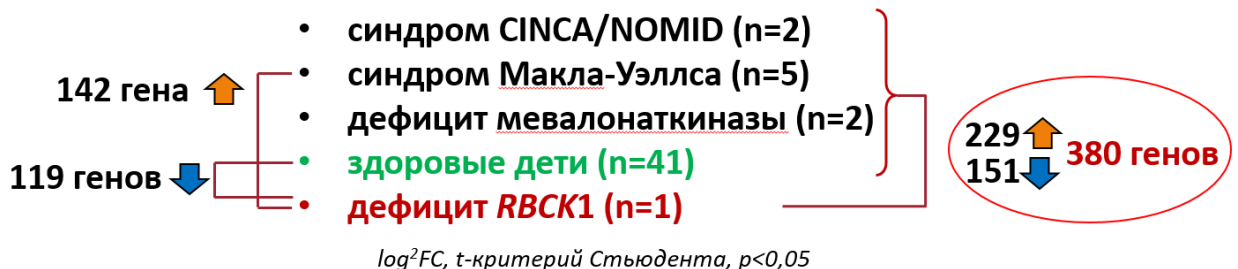 • синдром CINCA/NOMID (n=2)
• синдром Макла-Уэллса (n=5)
142 гена
• дефицит мевалонаткиназы (n=2)
229
380 генов
151
• здоровые дети (n=41)
119 генов
• дефицит RBCK1 (n=1)
log²FC, t-критерий Стьюдента, p<0,05